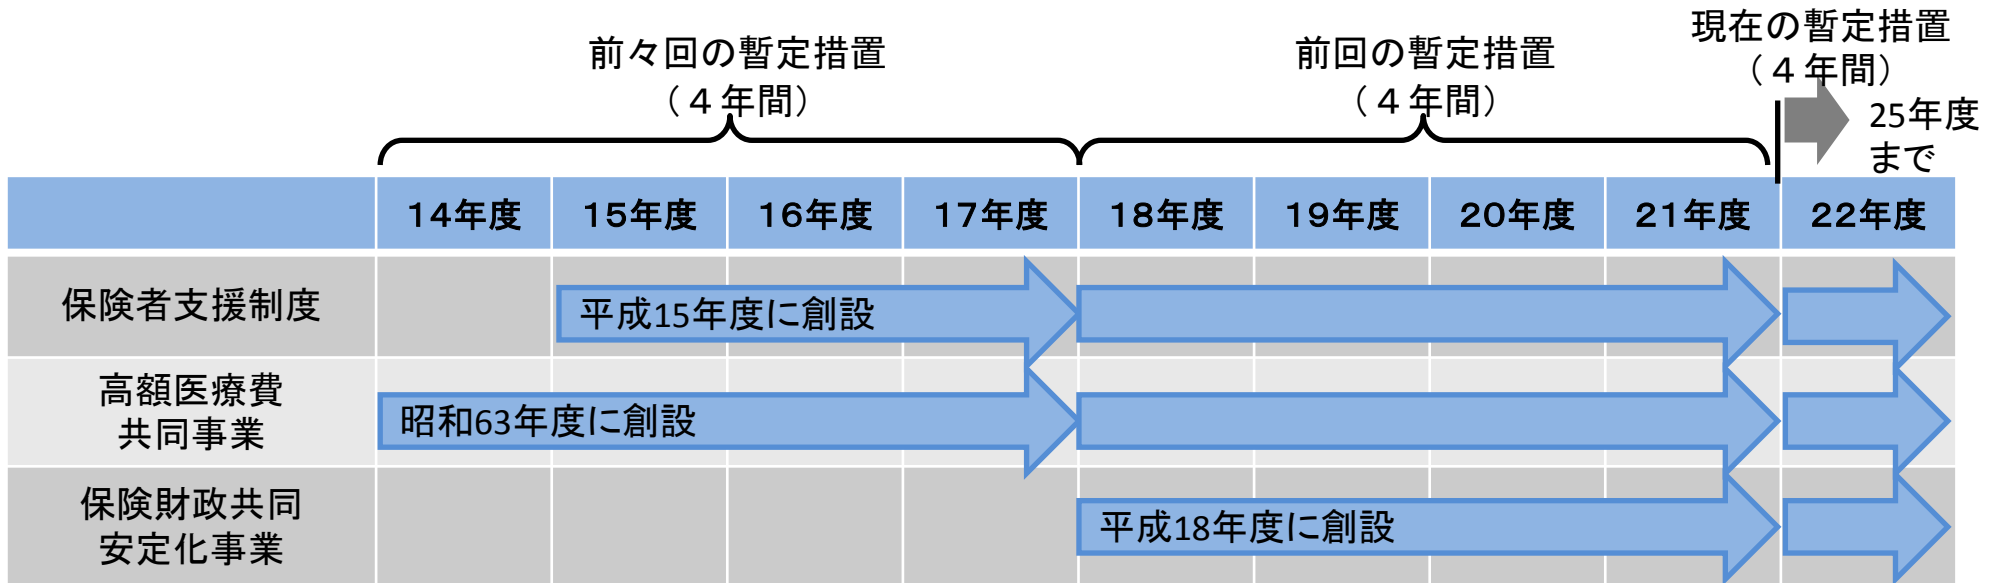 前々回の暫定措置
（４年間）
前回の暫定措置
（４年間）
現在の暫定措置
（４年間）
25年度
まで
14年度
15年度
16年度
17年度
18年度
19年度
20年度
21年度
22年度
保険者支援制度
平成15年度に創設
高額医療費
共同事業
昭和63年度に創設
保険財政共同
安定化事業
平成18年度に創設